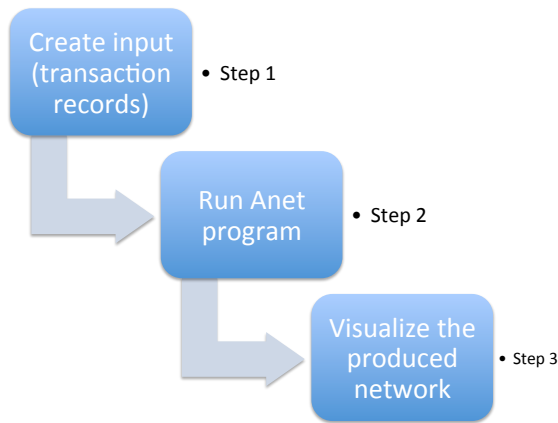 Create input
(transaction
records)
• Step 1
Run Anet
program
• Step 2
Visualize the
produced
network
• Step 3